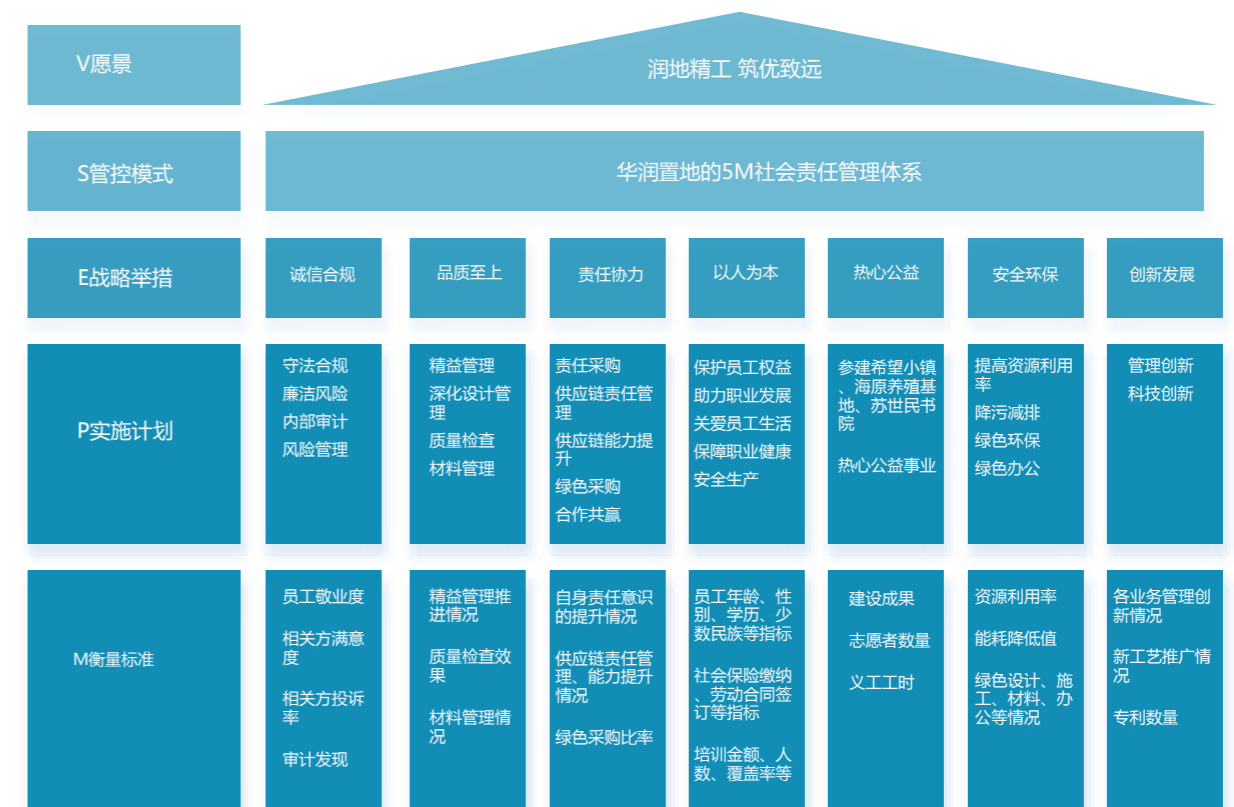 V愿景
润地精工 筑优致远
S管控模式
华润置地的5M社会责任管理体系
E战略举措
诚信合规
品质至上
责任协力
以人为本
热心公益
安全环保
创新发展
P实施计划
守法合规
廉洁风险
内部审计
风险管理
精益管理
深化设计管
理
质量检查
材料管理
责任采购
供应链责任管
理
供应链能力提
升
绿色采购
合作共赢
保护员工权益
助力职业发展
关爱员工生活
保障职业健康
安全生产
参建希望小镇
、海原养殖基
地、苏世民书
院
热心公益事业
提高资源利用
率
降污减排
绿色环保
绿色办公
管理创新
科技创新
M衡量标准
员工敬业度
相关方满意
度
相关方投诉
率
审计发现
精益管理推
进情况
质量检查效
果
材料管理情
况
自身责任意识
的提升情况
供应链责任管
理、能力提升
情况
绿色采购比率
员工年龄、性
别、学历、少
数民族等指标
社会保险缴纳
、劳动合同签
订等指标
培训金额、人
数、覆盖率等
建设成果
志愿者数量
义工工时
资源利用率
能耗降低值
绿色设计、施
工、材料、办
公等情况
各业务管理创
新情况
新工艺推广情
况
专利数量